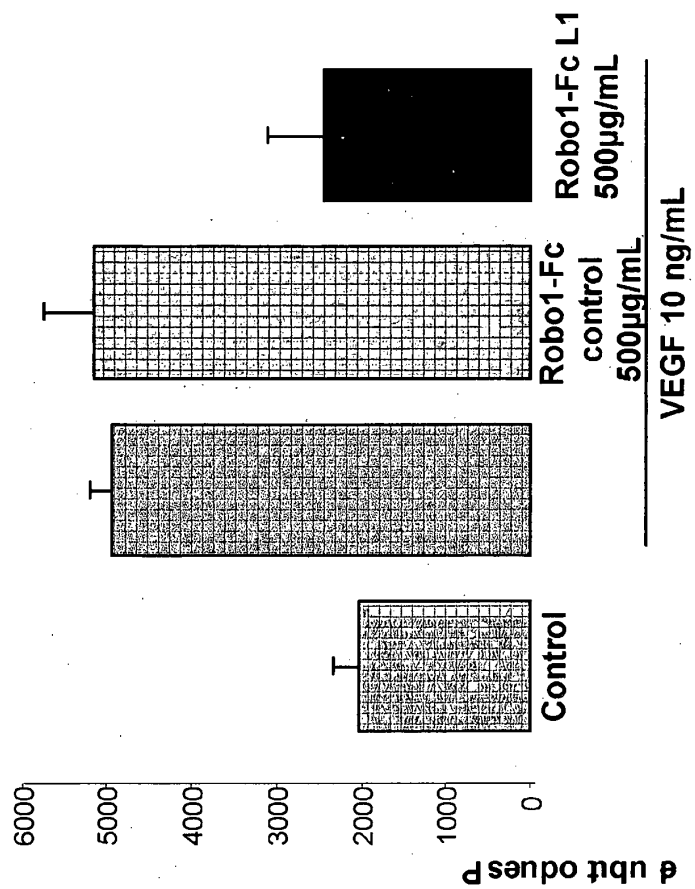 6000
5000
4000
3000
2000
1000
0
Control
Robo1-Fc
control
500µg/mL
Robo1-Fc L1
500µg/mL
VEGF 10 ng/mL